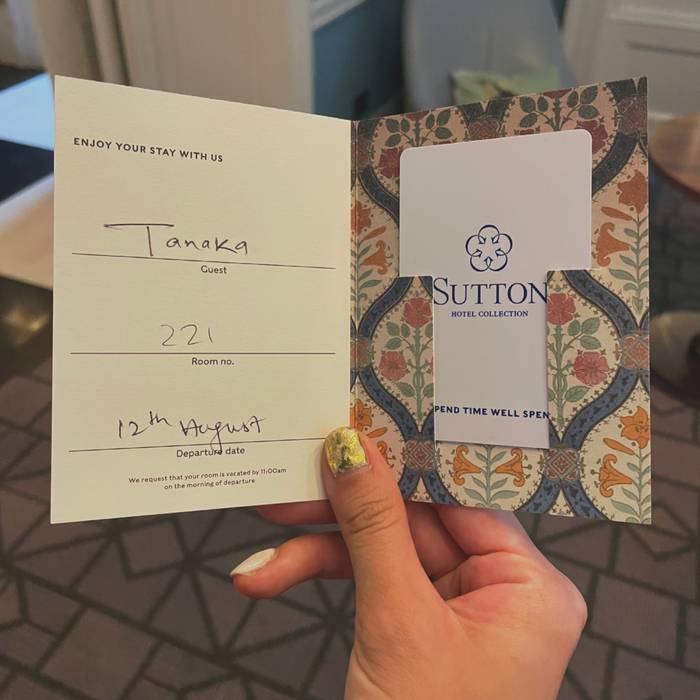 ENJOY YOUR STAY WITH US
Tanaka
Guest
221
Room no.
12th August
Departure date
We request that your room is vacated by 11:00am
on the morning of departure
SUTTON
HOTEL COLLECTION
PEND TIME WELL SPEN